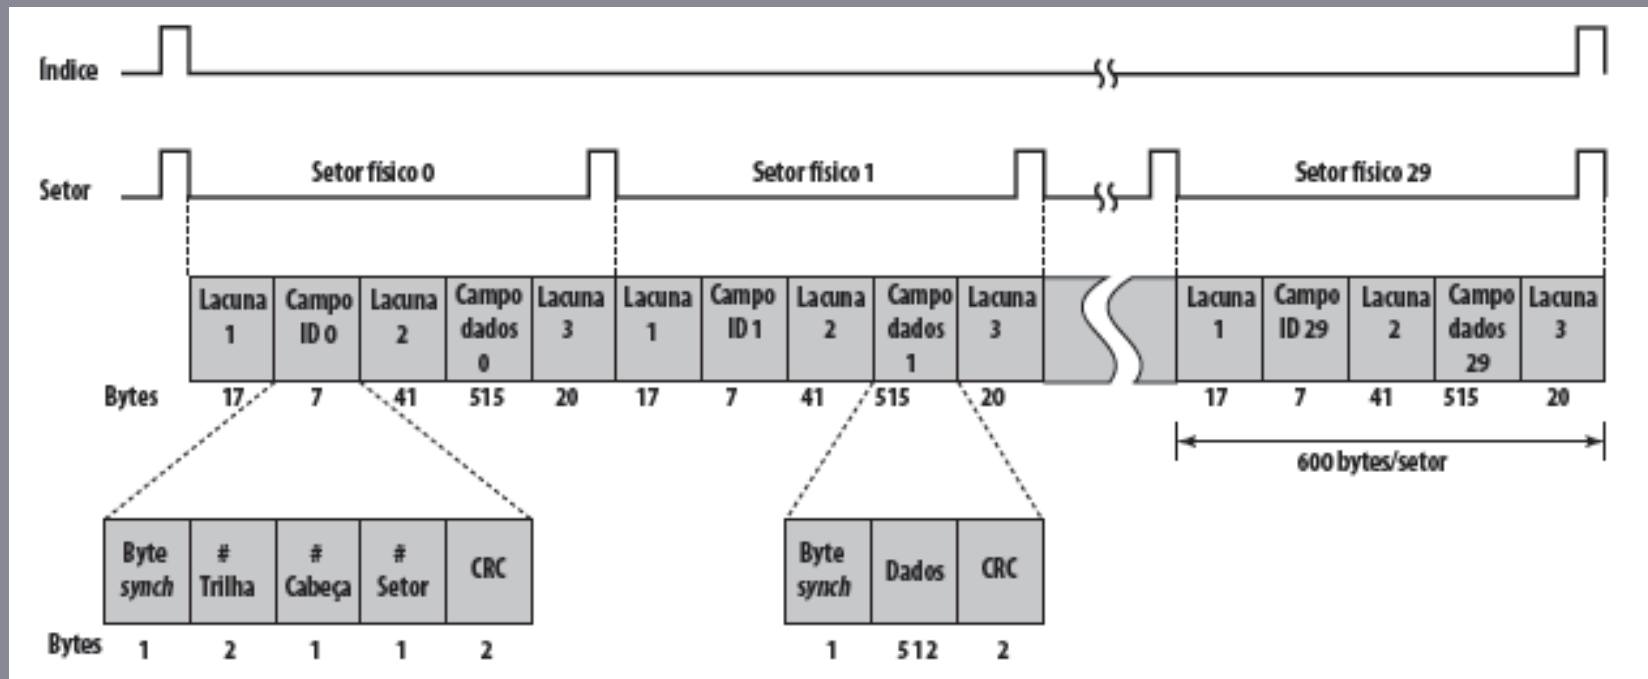 Índice
Setor físico 0 Setor físico 1 Setor físico 29
Setor
Lacuna 1 Campo ID 0 Lacuna 2 Campo dados 0 Lacuna 3 Lacuna 1 Campo ID 1 Lacuna 2 Campo dados 1 Lacuna 3 Lacuna 1 Campo ID 29 Lacuna 2 Campo dados 29 Lacuna 3
Bytes 17 7 41 515 20 17 7 41 515 20 17 7 41 515 20
600 bytes/setor
Byte synch # Trilha # Cabeça # Setor CRC
Bytes 1 2 1 1 2
Byte synch Dados CRC
1 512 2